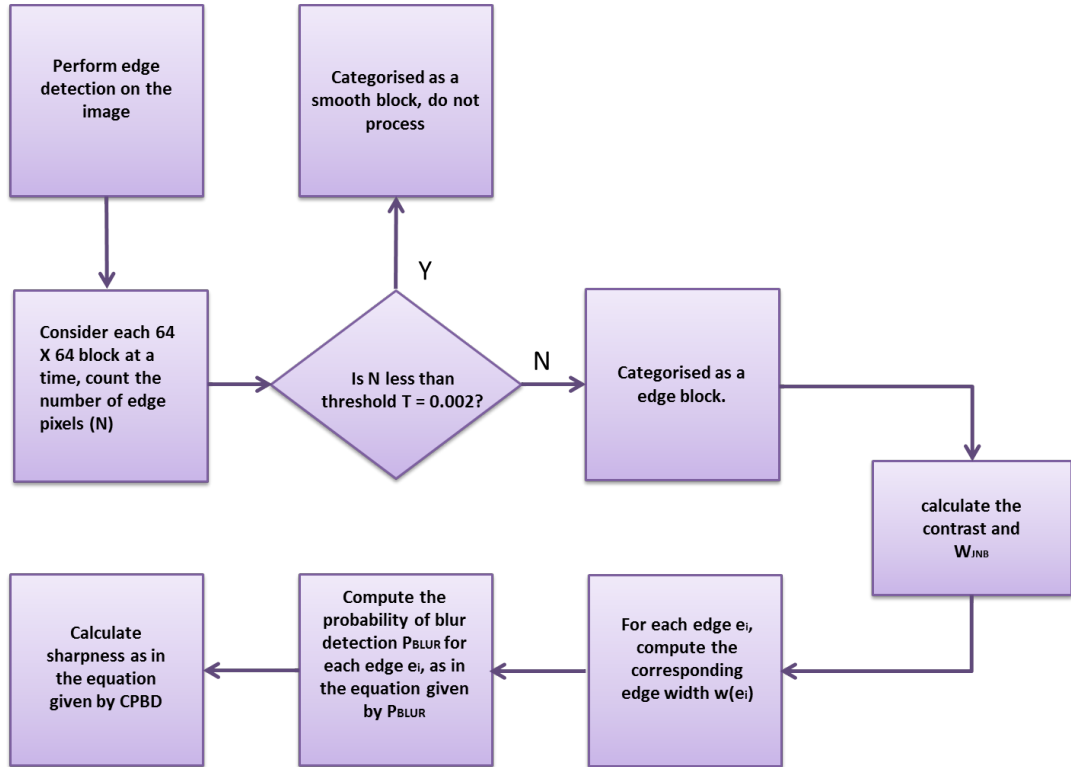 Perform edge
detection on the
image
Categorised as a
smooth block, do not
process
Y
Consider each 64
X 64 block at a
time, count the
number of edge
pixels (N)
Is N less than
threshold T = 0.002?
N
Categorised as a
edge block.
calculate the
contrast and
WJNB
For each edge ei,
compute the
corresponding
edge width w(ei)
Compute the
probability of blur
detection PBLUR for
each edge ei, as in
the equation given
by PBLUR
Calculate
sharpness as in
the equation
given by CPBD